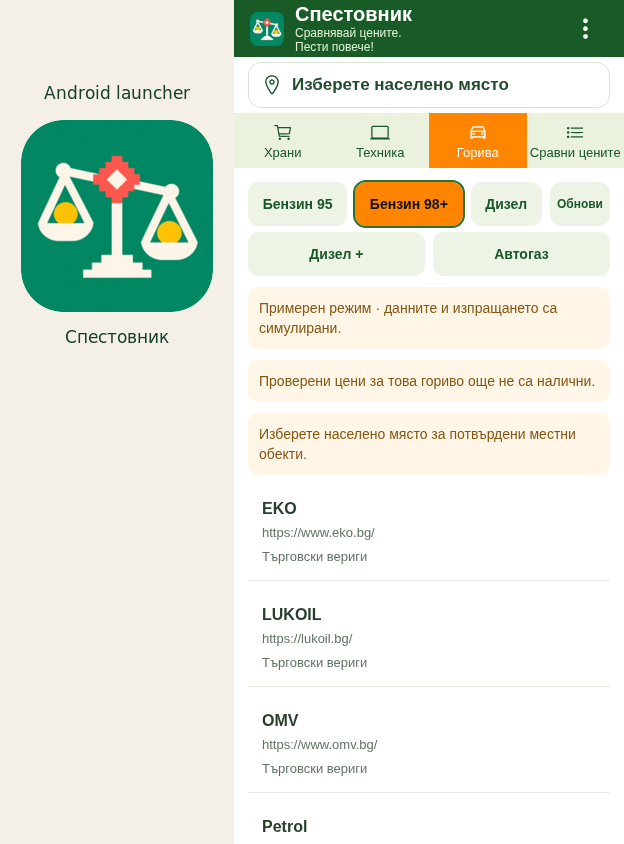 Android launcher
Спестовник
Спестовник
Сравнявай цените.
Пести повече!
Изберете населено място
Храни
Техника
Горива
Сравни цените
Бензин 95
Бензин 98+
Дизел
Обнови
Дизел +
Автогаз
Примерен режим · данните и изпращането са
симулирани.
Проверени цени за това гориво още не са налични.
Изберете населено място за потвърдени местни
обекти.
EKO
https://www.eko.bg/
Търговски вериги
LUKOIL
https://lukoil.bg/
Търговски вериги
OMV
https://www.omv.bg/
Търговски вериги
Petrol